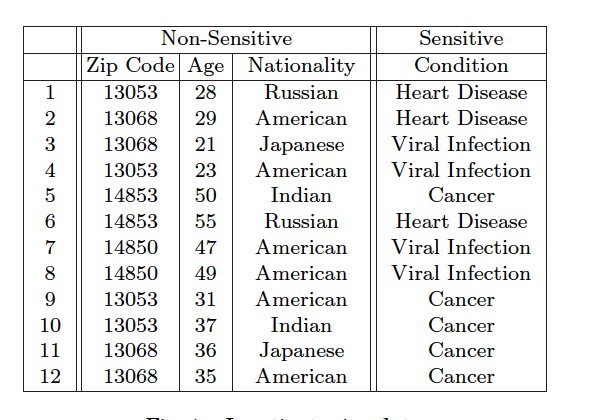 Non-Sensitive Sensitive
Zip Code Age Nationality Condition
1 13053 28 Russian Heart Disease
2 13068 29 American Heart Disease
3 13068 21 Japanese Viral Infection
4 13053 23 American Viral Infection
5 14853 50 Indian Cancer
6 14853 55 Russian Heart Disease
7 14850 47 American Viral Infection
8 14850 49 American Viral Infection
9 13053 31 American Cancer
10 13053 37 Indian Cancer
11 13068 36 Japanese Cancer
12 13068 35 American Cancer